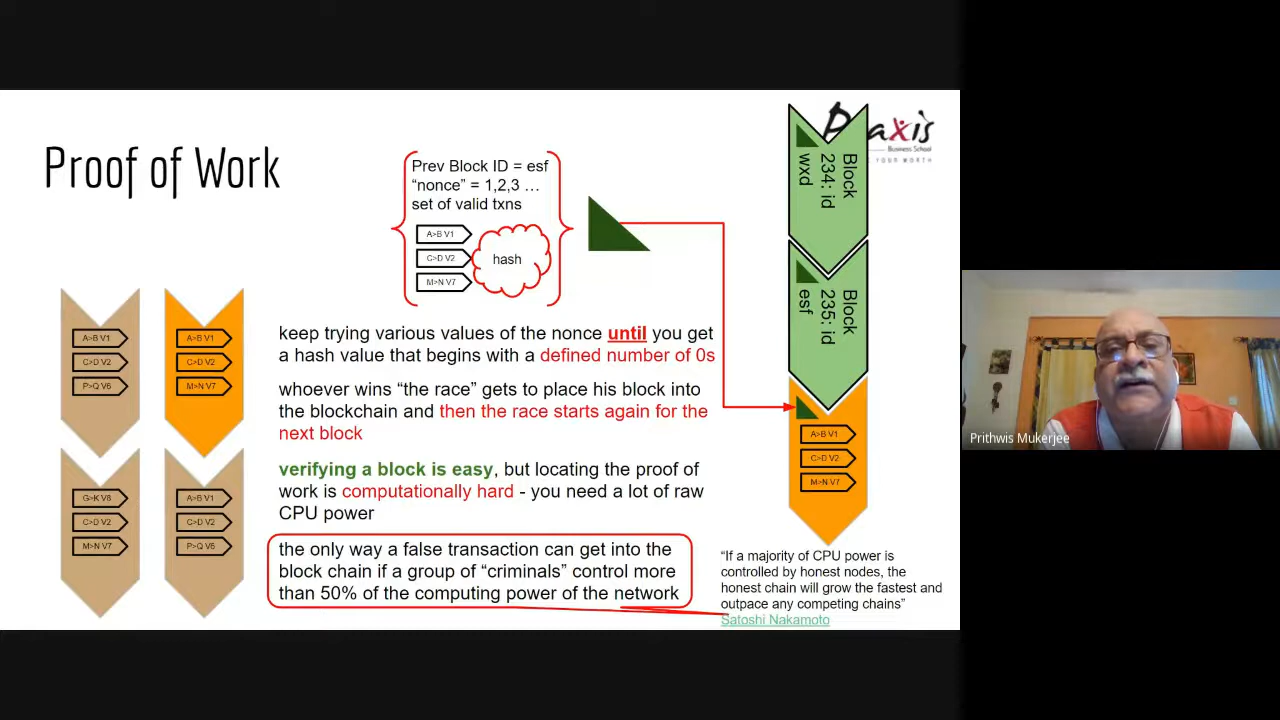 Proof of Work
Prev Block ID = esf
“nonce” = 1,2,3 ...
set of valid txns
A>B V1
C>D V2
M>N V7
hash
keep trying various values of the nonce until you get
a hash value that begins with a defined number of 0s
whoever wins “the race” gets to place his block into
the blockchain and then the race starts again for the
next block
verifying a block is easy, but locating the proof of
work is computationally hard - you need a lot of raw
CPU power
the only way a false transaction can get into the
block chain if a group of “criminals” control more
than 50% of the computing power of the network
A>B V1
C>D V2
P>Q V6
A>B V1
C>D V2
M>N V7
G>K V8
C>D V2
M>N V7
A>B V1
C>D V2
P>Q V6
Praxis
Business School
E YOUR WORTH
Block
234: id
wxd
Block
235: id
esf
A>B V1
C>D V2
M>N V7
“If a majority of CPU power is
controlled by honest nodes, the
honest chain will grow the fastest and
outpace any competing chains”
Satoshi Nakamoto
Prithwis Mukerjee